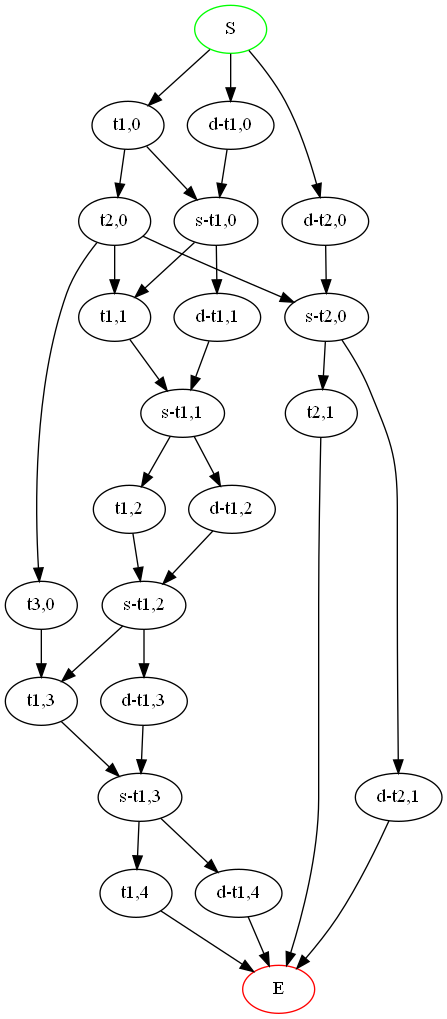 S
t1,0
d-t1,0
t2,0
s-t1,0
d-t2,0
t1,1
d-t1,1
s-t2,0
s-t1,1
t2,1
t1,2
d-t1,2
t3,0
s-t1,2
t1,3
d-t1,3
s-t1,3
d-t2,1
t1,4
d-t1,4
E